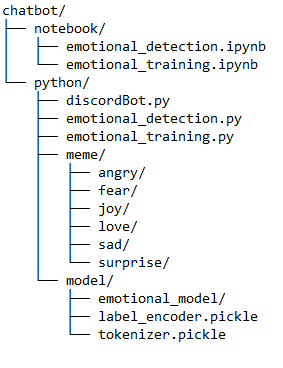 chatbot/
├── notebook/
│   ├── emotional_detection.ipynb
│   └── emotional_training.ipynb
└── python/
    ├── discordBot.py
    ├── emotional_detection.py
    ├── emotional_training.py
    ├── meme/
    │   ├── angry/
    │   ├── fear/
    │   ├── joy/
    │   ├── love/
    │   ├── sad/
    │   └── surprise/
    └── model/
        ├── emotional_model/
        ├── label_encoder.pickle
        └── tokenizer.pickle